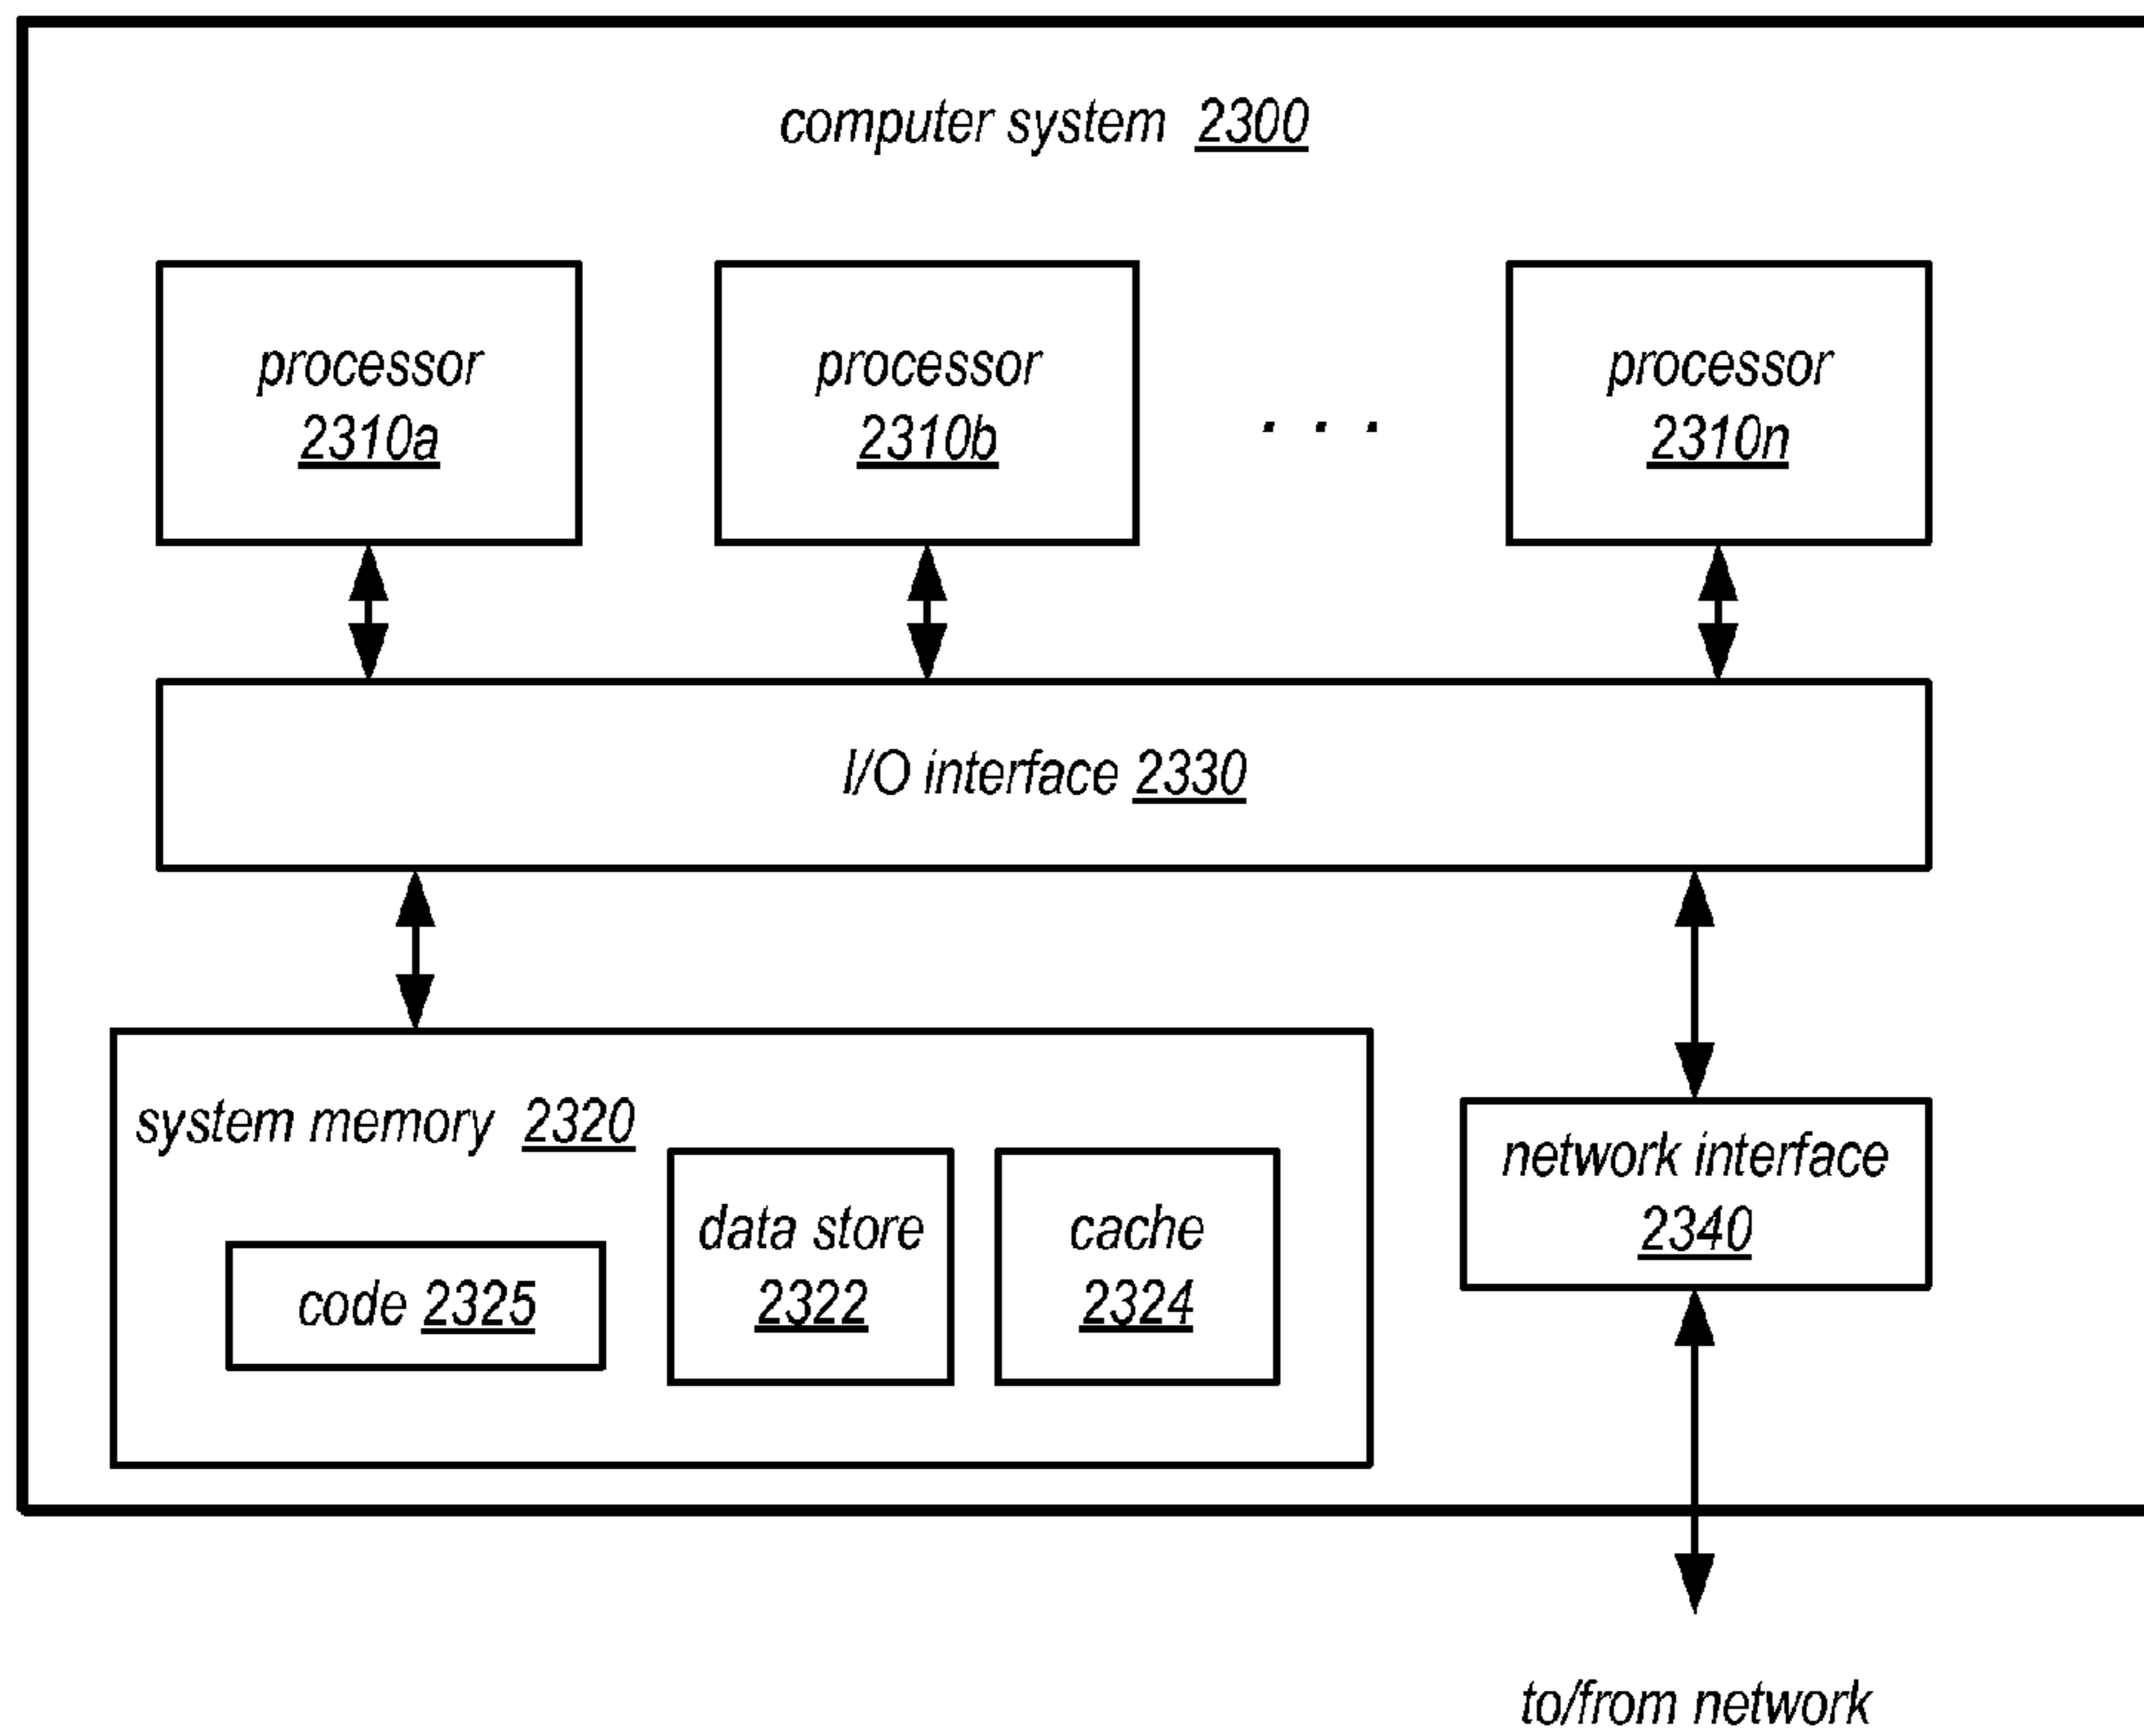 computer system 2300
processor
2310a
processor
2310b
. . .
processor
2310n
I/O interface 2330
system memory 2320
code 2325
data store
2322
cache
2324
network interface
2340
to/from network